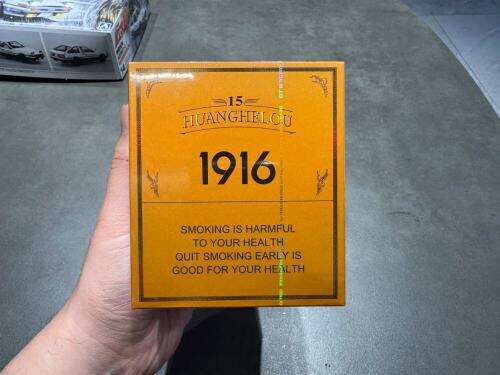 15
HUANGHELOU
1916
SMOKING IS HARMFUL
TO YOUR HEALTH
QUIT SMOKING EARLY IS
GOOD FOR YOUR HEALTH